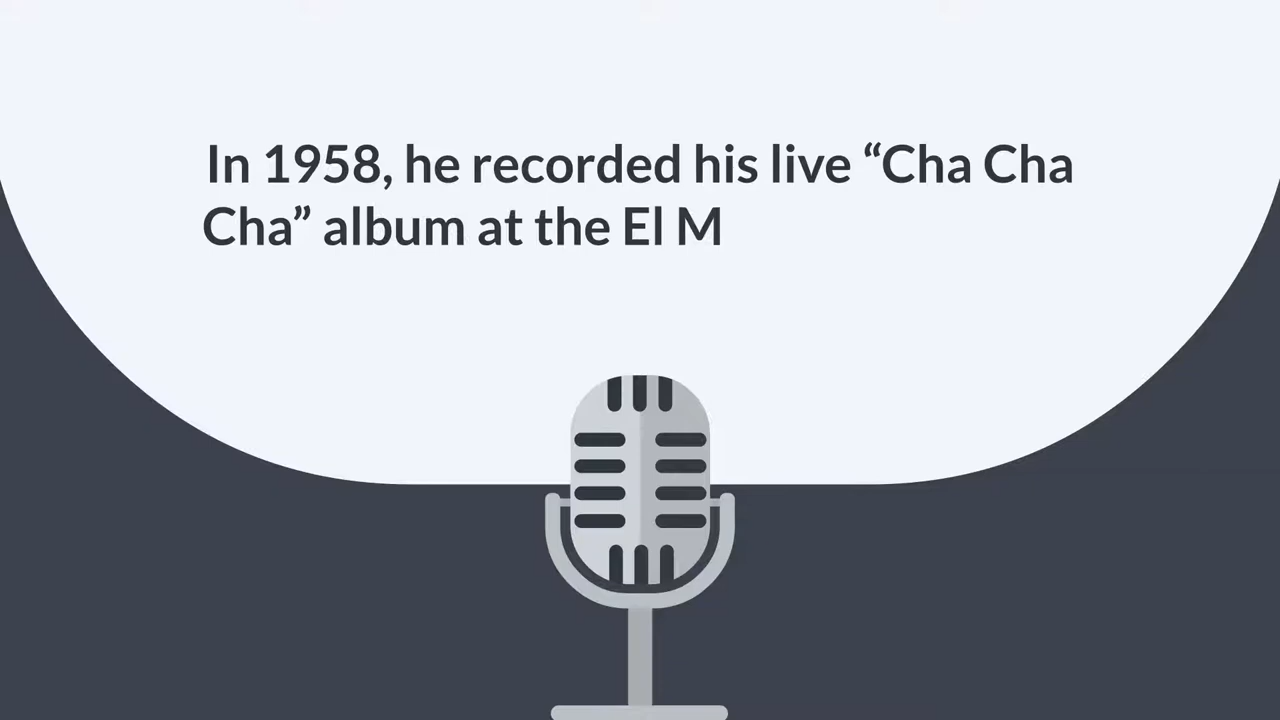 In 1958, he recorded his live “Cha Cha
Cha” album at the El M